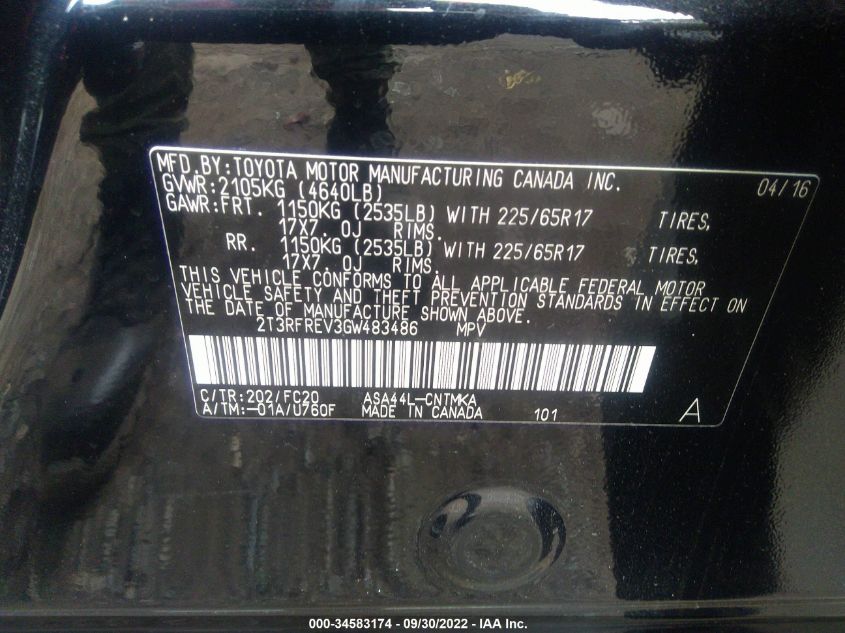 MFD. BY: TOYOTA MOTOR MANUFACTURING CANADA INC. 04/16
GVWR: 2105KG (4640LB)
GAWR: FRT. 1150KG (2535LB) WITH 225/65R17 TIRES,
17X7. 0J RIMS.
RR. 1150KG (2535LB) WITH 225/65R17 TIRES,
17X7. 0J RIMS.
THIS VEHICLE CONFORMS TO ALL APPLICABLE FEDERAL MOTOR
VEHICLE SAFETY AND THEFT PREVENTION STANDARDS IN EFFECT ON
THE DATE OF MANUFACTURE SHOWN ABOVE.
2T3RFREV3GW483486 MPV
C/TR: 202/FC20 ASA44L-CNTMKA
A/TM: -01A/U760F MADE IN CANADA 101 A
000-34583174 - 09/30/2022 - IAA Inc.